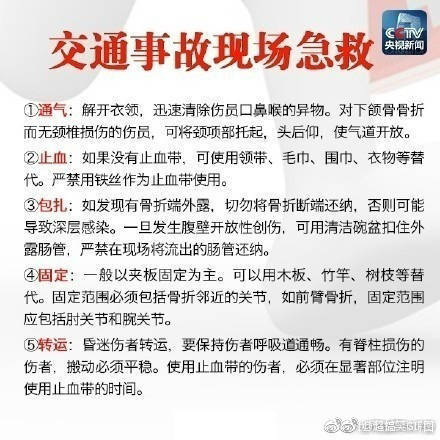 CCTV
央视新闻
交通事故现场急救
①通气：解开衣领，迅速清除伤员口鼻喉的异物。对下颌骨骨折
而无颈椎损伤的伤员，可将颈项部托起，头后仰，使气道开放。
②止血：如果没有止血带，可使用领带、毛巾、围巾、衣物等替
代。严禁用铁丝作为止血带使用。
③包扎：如发现有骨折端外露，切勿将骨折断端还纳，否则可能
导致深层感染。一旦发生腹壁开放性创伤，可用清洁碗盆扣住外
露肠管，严禁在现场将流出的肠管还纳。
④固定：一般以夹板固定为主。可以用木板、竹竿、树枝等替
代。固定范围必须包括骨折邻近的关节，如前臂骨折，固定范围
应包括肘关节和腕关节。
⑤转运：昏迷伤者转运，要保持伤者呼吸道通畅。有脊柱损伤的
伤者，搬动必须平稳。使用止血带的伤者，必须在显著部位注明
使用止血带的时间。